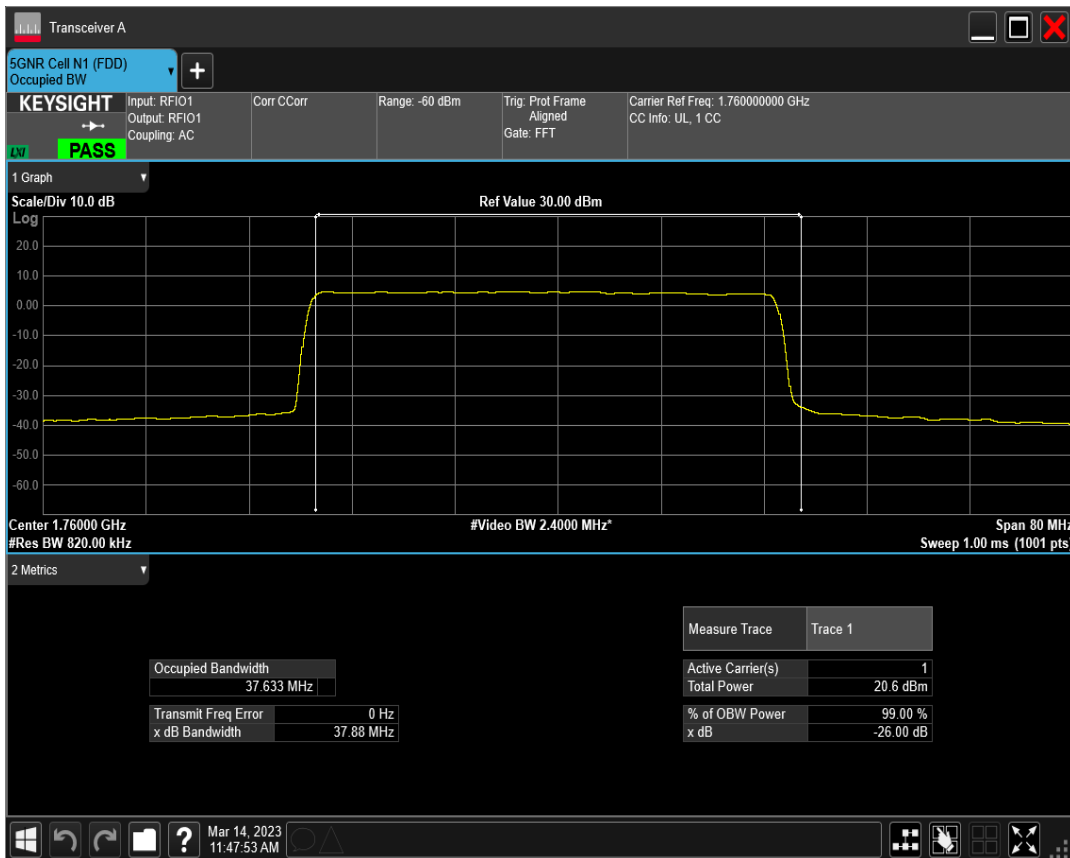 Transceiver A
5GNR Cell N1 (FDD)
Occupied BW
+
KEYSIGHT
LXI
PASS
Input: RFIO1
Output: RFIO1
Coupling: AC
Corr CCorr
Range: -60 dBm
Trig: Prot Frame
Aligned
Gate: FFT
Carrier Ref Freq: 1.760000000 GHz
CC Info: UL, 1 CC
1 Graph
Scale/Div 10.0 dB
Ref Value 30.00 dBm
Log
20.0
10.0
0.00
-10.0
-20.0
-30.0
-40.0
-50.0
-60.0
Center 1.76000 GHz
#Video BW 2.4000 MHz*
Span 80 MHz
#Res BW 820.00 kHz
Sweep 1.00 ms (1001 pts)
2 Metrics
Measure Trace Trace 1
Occupied Bandwidth
37.633 MHz
Transmit Freq Error 0 Hz
x dB Bandwidth 37.88 MHz
Active Carrier(s) 1
Total Power 20.6 dBm
% of OBW Power 99.00 %
x dB -26.00 dB
?
Mar 14, 2023
11:47:53 AM